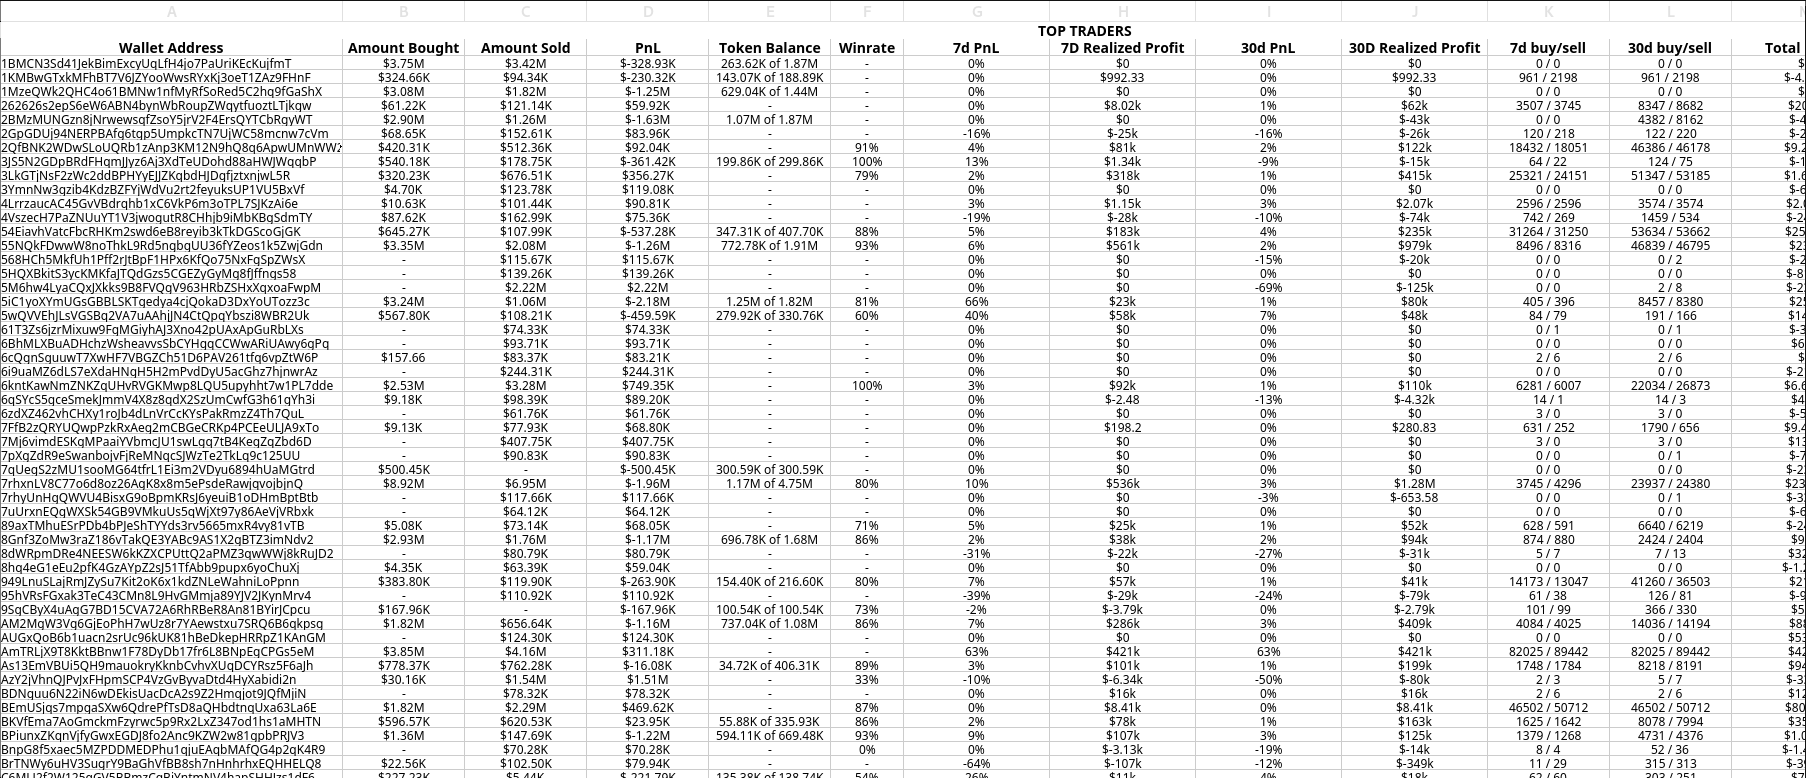 A B C D E F G H I J K L
TOP TRADERS
Wallet Address Amount Bought Amount Sold PnL Token Balance Winrate 7d PnL 7D Realized Profit 30d PnL 30D Realized Profit 7d buy/sell 30d buy/sell Total
1BMCN3Sd41JekBimExcyUqLfH4jo7PaUriKEcKujfmT $3.75M $3.42M $-328.93K 263.62K of 1.87M - 0% $0 0% $0 0 / 0 0 / 0
1KMBwGTxkMFhBT7V6JZYooWwsRYxKj3oeT1ZAz9FHnF $324.66K $94.34K $-230.32K 143.07K of 188.89K - 0% $992.33 0% $992.33 961 / 2198 961 / 2198
1MzeQWk2QHC4o61BMNw1nfMyRfSoRed5C2hq9fGaShX $3.08M $1.82M $-1.25M 629.04K of 1.44M - 0% $0 0% $0 0 / 0 0 / 0
262626s2epS6eW6ABN4bynWbRoupZWqytfuoztLTjkqw $61.22K $121.14K $59.92K - - 0% $8.02k 1% $62k 3507 / 3745 8347 / 8682
2BMzMUNGzn8jNrwewsqfZsoY5jrV2F4ErsQYTCbRqyWT $2.90M $1.26M $-1.63M 1.07M of 1.87M - 0% $0 0% $-43k 0 / 0 4382 / 8162
2GpGDUj94NERPBAfq6tqp5UmpkcTN7UjWC58mcnw7cVm $68.65K $152.61K $83.96K - - -16% $-25k -16% $-26k 120 / 218 122 / 220
2QfBNK2WDwSLoUQRb1zAnp3KM12N9hQ8q6ApwUMnWW $420.31K $512.36K $92.04K - 91% 4% $81k 2% $122k 18432 / 18051 46386 / 46178
3JS5N2GDpBRdFHqmJJyz6Aj3XdTeUDohd88aHWJWqqbP $540.18K $178.75K $-361.42K 199.86K of 299.86K 100% 13% $1.34k -9% $-15k 64 / 22 124 / 75
3LkGTjNsF2zWc2ddBPHYyEJJZKqbdHJDqfjztxnjwL5R $320.23K $676.51K $356.27K - 79% 2% $318k 1% $415k 25321 / 24151 51347 / 53185
3YmnNw3qzib4KdzBZFYjWdVu2rt2feyuksUP1VU5BxVf $4.70K $123.78K $119.08K - - 0% $0 0% $0 0 / 0 0 / 0
4LrrzaucAC45GvVBdrqhb1xC6VkP6m3oTPL7SJKzAi6e $10.63K $101.44K $90.81K - - 3% $1.15k 3% $2.07k 2596 / 2596 3574 / 3574
4VszecH7PaZNUuYT1V3jwoqutR8CHhjb9iMbKBqSdmTY $87.62K $162.99K $75.36K - - -19% $-28k -10% $-74k 742 / 269 1459 / 534
54EiavhVatcFbcRHKm2swd6eB8reyib3kTkDGScoGjGK $645.27K $107.99K $-537.28K 347.31K of 407.70K 88% 5% $183k 4% $235k 31264 / 31250 53634 / 53662
55NQkFDwwW8noThkL9Rd5nqbqUU36fYZeos1k5ZwjGdn $3.35M $2.08M $-1.26M 772.78K of 1.91M 93% 6% $561k 2% $979k 8496 / 8316 46839 / 46795
568HCh5MkfUh1Pff2rJtBpF1HPx6KfQo75NxFqSpZWsX - $115.67K $115.67K - - 0% $0 -15% $-20k 0 / 0 0 / 2
5HQXBkitS3ycKMKfaJTQdGzs5CGEZyGyMq8fJffnqs58 - $139.26K $139.26K - - 0% $0 0% $0 0 / 0 0 / 0
5M6hw4LyaCQxJXkks9B8FVQqV963HRbZSHxXqxoaFwpM - $2.22M $2.22M - - 0% $0 -69% $-125k 0 / 0 2 / 8
5iC1yoXYmUGsGBBLSKTqedya4cjQokaD3DxYoUTozz3c $3.24M $1.06M $-2.18M 1.25M of 1.82M 81% 66% $23k 1% $80k 405 / 396 8457 / 8380
5wQVVEhJLsVGSBq2VA7uAAhjJN4CtQpqYbszi8WBR2Uk $567.80K $108.21K $-459.59K 279.92K of 330.76K 60% 40% $58k 7% $48k 84 / 79 191 / 166
61T3Zs6jzrMixuw9FqMGiyhAJ3Xno42pUAxApGuRbLXs - $74.33K $74.33K - - 0% $0 0% $0 0 / 1 0 / 1
6BhMLXBuADHchzWsheavvsSbCYHqqCCWwARiUAwy6qPq - $93.71K $93.71K - - 0% $0 0% $0 0 / 0 0 / 1
6cQqnSquuwT7XwHF7VBGZCh51D6PAV261tfq6vpZtW6P $157.66 $83.37K $83.21K - - 0% $0 0% $0 2 / 6 2 / 6
6i9uaMZ6dLS7eXdaHNqH5H2mPvdDyU5acGhz7hjnwrAz - $244.31K $244.31K - - 0% $0 0% $0 0 / 0 0 / 0
6kntKawNmZNKZqUHvRVGKMwp8LQU5upyhht7w1PL7dde $2.53M $3.28M $749.35K - 100% 3% $92k 1% $110k 6281 / 6007 22034 / 26873
6qSYcS5qceSmekJmmV4X8z8qdX2SzUmCwfG3h61qYh3i $9.18K $98.39K $89.20K - - 0% $-2.48 -13% $-4.32k 14 / 1 14 / 3
6zdXZ462vhCHXy1roJb4dLnVrCcKYsPakRmzZ4Th7QuL - $61.76K $61.76K - - 0% $0 0% $0 3 / 0 3 / 0
7FfB2zQRYUQwpPzkRxAeq2mCBGeCRKp4PCEeULJA9xTo $9.13K $77.93K $68.80K - - 0% $198.2 0% $280.83 631 / 252 1790 / 656
7Mj6vimdESKqMPaaiYVbmcJU1swLqq7tB4KeqZqZbd6D - $407.75K $407.75K - - 0% $0 0% $0 3 / 0 3 / 0
7pXqZdR9eSwanbojvFjReMNqcSJWzTe2TkLq9c125UU - $90.83K $90.83K - - 0% $0 0% $0 0 / 0 0 / 1
7qUeqS2zMU1sooMG64tfrL1Ei3m2VDyu6894hUaMGtrd $500.45K - $-500.45K 300.59K of 300.59K - 0% $0 0% $0 0 / 0 0 / 0
7rhxnLV8C77o6d8oz26AqK8x8m5ePsdeRawjqvojbjnQ $8.92M $6.95M $-1.96M 1.17M of 4.75M 80% 10% $536k 3% $1.28M 3745 / 4296 23937 / 24380
7rhyUnHqQWVU4BisxG9oBpmKRsJ6yeuiB1oDHmBptBtb - $117.66K $117.66K - - 0% $0 -3% $-653.58 0 / 0 0 / 1
7uUrxnEQqWXSk54GB9VMkuUs5qWjXt97y86AeVjVRbxk - $64.12K $64.12K - - 0% $0 0% $0 0 / 0 0 / 0
89axTMhuESrPDb4bPJeShTYYds3rv5665mxR4vy81vTB $5.08K $73.14K $68.05K - 71% 5% $25k 1% $52k 628 / 591 6640 / 6219
8Gnf3ZoMw3raZ186vTakQE3YABc9AS1X2qBTZ3imNdv2 $2.93M $1.76M $-1.17M 696.78K of 1.68M 86% 2% $38k 2% $94k 874 / 880 2424 / 2404
8dWRpmDRe4NEESW6kKZXCPUttQ2aPMZ3qwWWj8kRuJD2 - $80.79K $80.79K - - -31% $-22k -27% $-31k 5 / 7 7 / 13
8hq4eG1eEu2pfK4GzAYpZ2sJ51TfAbb9pupx6yoChuXj $4.35K $63.39K $59.04K - - 0% $0 0% $0 0 / 0 0 / 0
949LnuSLajRmJZySu7Kit2oK6x1kdZNLeWahniLoPpnn $383.80K $119.90K $-263.90K 154.40K of 216.60K 80% 7% $57k 1% $41k 14173 / 13047 41260 / 36503
95hVRsFGxak3TeC43CMn8L9HvGMmja89YJV2JKynMrv4 - $110.92K $110.92K - - -39% $-29k -24% $-79k 61 / 38 126 / 81
9SqCByX4uAqG7BD15CVA72A6RhRBeR8An81BYirJCpcu $167.96K - $-167.96K 100.54K of 100.54K 73% -2% $-3.79k 0% $-2.79k 101 / 99 366 / 330
AM2MqW3Vq6GjEoPhH7wUz8r7YAewstxu7SRQ6B6qkpsq $1.82M $656.64K $-1.16M 737.04K of 1.08M 86% 7% $286k 3% $409k 4084 / 4025 14036 / 14194
AUGxQoB6b1uacn2srUc96kUK81hBeDkepHRRpZ1KAnGM - $124.30K $124.30K - - 0% $0 0% $0 0 / 0 0 / 0
AmTRLjX9T8KktBBnw1F78DyDb17fr6L8BNpEqCPGs5eM $3.85M $4.16M $311.18K - - 63% $421k 63% $421k 82025 / 89442 82025 / 89442
As13EmVBUi5QH9mauokryKknbCvhvXUqDCYRsz5F6aJh $778.37K $762.28K $-16.08K 34.72K of 406.31K 89% 3% $101k 1% $199k 1748 / 1784 8218 / 8191
AzY2jVhnQJPvJxFHpmSCP4VzGvByvaDtd4HyXabidi2n $30.16K $1.54M $1.51M - 33% -10% $-6.34k -50% $-80k 2 / 3 5 / 7
BDNguu6N22iN6wDEkisUacDcA2s9Z2Hmqjot9JQfMjiN - $78.32K $78.32K - - 0% $16k 0% $16k 2 / 6 2 / 6
BEmUSjqs7mpqaSXw6QdrePfTsD8aQHbdtnqUxa63La6E $1.82M $2.29M $469.62K - 87% 0% $8.41k 0% $8.41k 46502 / 50712 46502 / 50712
BKVfEma7AoGmckmFzyrwc5p9Rx2LxZ347od1hs1aMHTN $596.57K $620.53K $23.95K 55.88K of 335.93K 86% 2% $78k 2% $163k 1625 / 1642 8078 / 7994
BPiunxZKqnVjfyGwxEGDJ8fo2Anc9KZW2w81qpbPRJV3 $1.36M $147.69K $-1.22M 594.11K of 669.48K 93% 9% $107k 3% $125k 1379 / 1268 4731 / 4376
BnpG8f5xaec5MZPDDMEDPhu1qjuEAqbMAfQG4p2qK4R9 - $70.28K $70.28K - 0% 0% $-3.13k -19% $-14k 8 / 4 52 / 36
BrTNWy6uHV3SuqrY9BaGhVfBB8sh7nHnhrhxEQHHELQ8 $22.56K $102.50K $79.94K - - -64% $-107k -12% $-349k 11 / 29 315 / 313